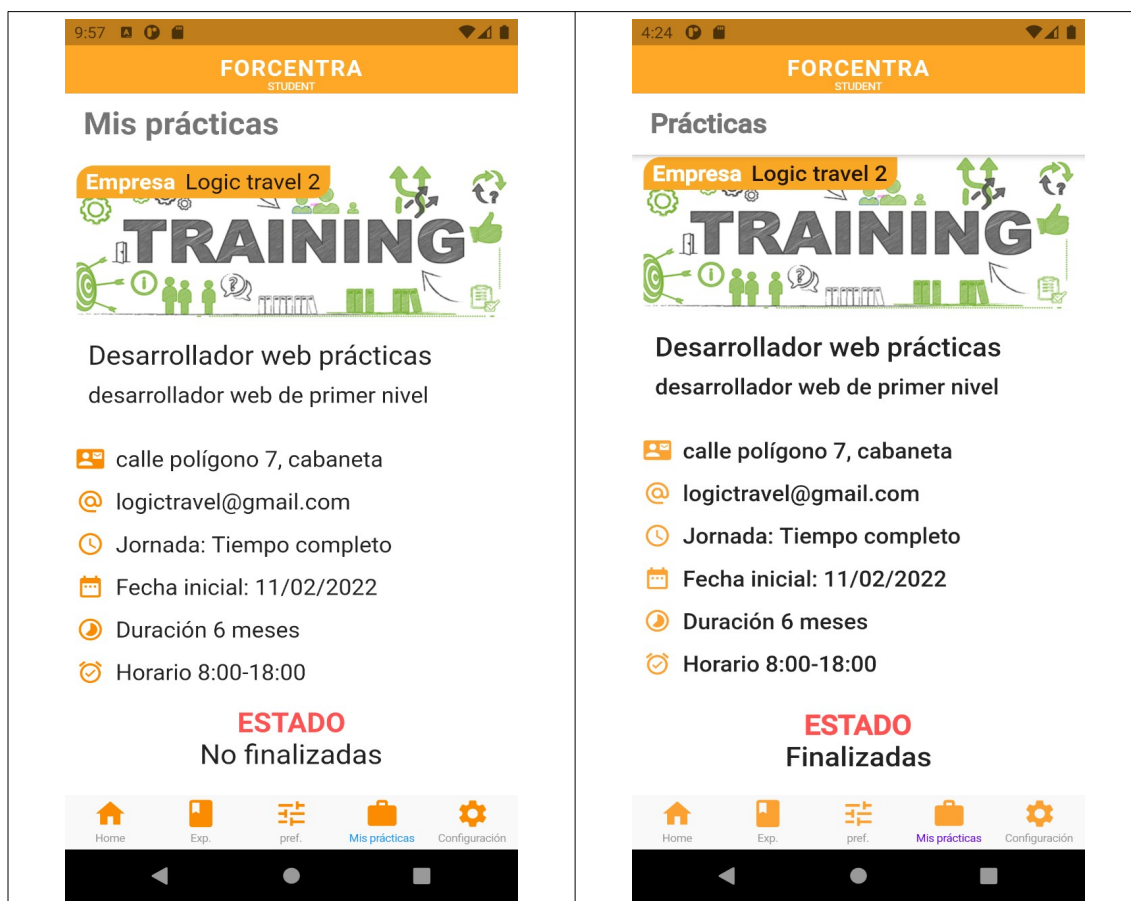 9:57
FORCENTRA
STUDENT
Mis prácticas
Empresa Logic travel 2
TRAINING
Desarrollador web prácticas
desarrollador web de primer nivel
calle polígono 7, cabaneta
logictravel@gmail.com
Jornada: Tiempo completo
Fecha inicial: 11/02/2022
Duración 6 meses
Horario 8:00-18:00
ESTADO
No finalizadas
Home Exp. pref. Mis prácticas Configuración
4:24
FORCENTRA
STUDENT
Prácticas
Empresa Logic travel 2
TRAINING
Desarrollador web prácticas
desarrollador web de primer nivel
calle polígono 7, cabaneta
logictravel@gmail.com
Jornada: Tiempo completo
Fecha inicial: 11/02/2022
Duración 6 meses
Horario 8:00-18:00
ESTADO
Finalizadas
Home Exp. pref. Mis prácticas Configuración